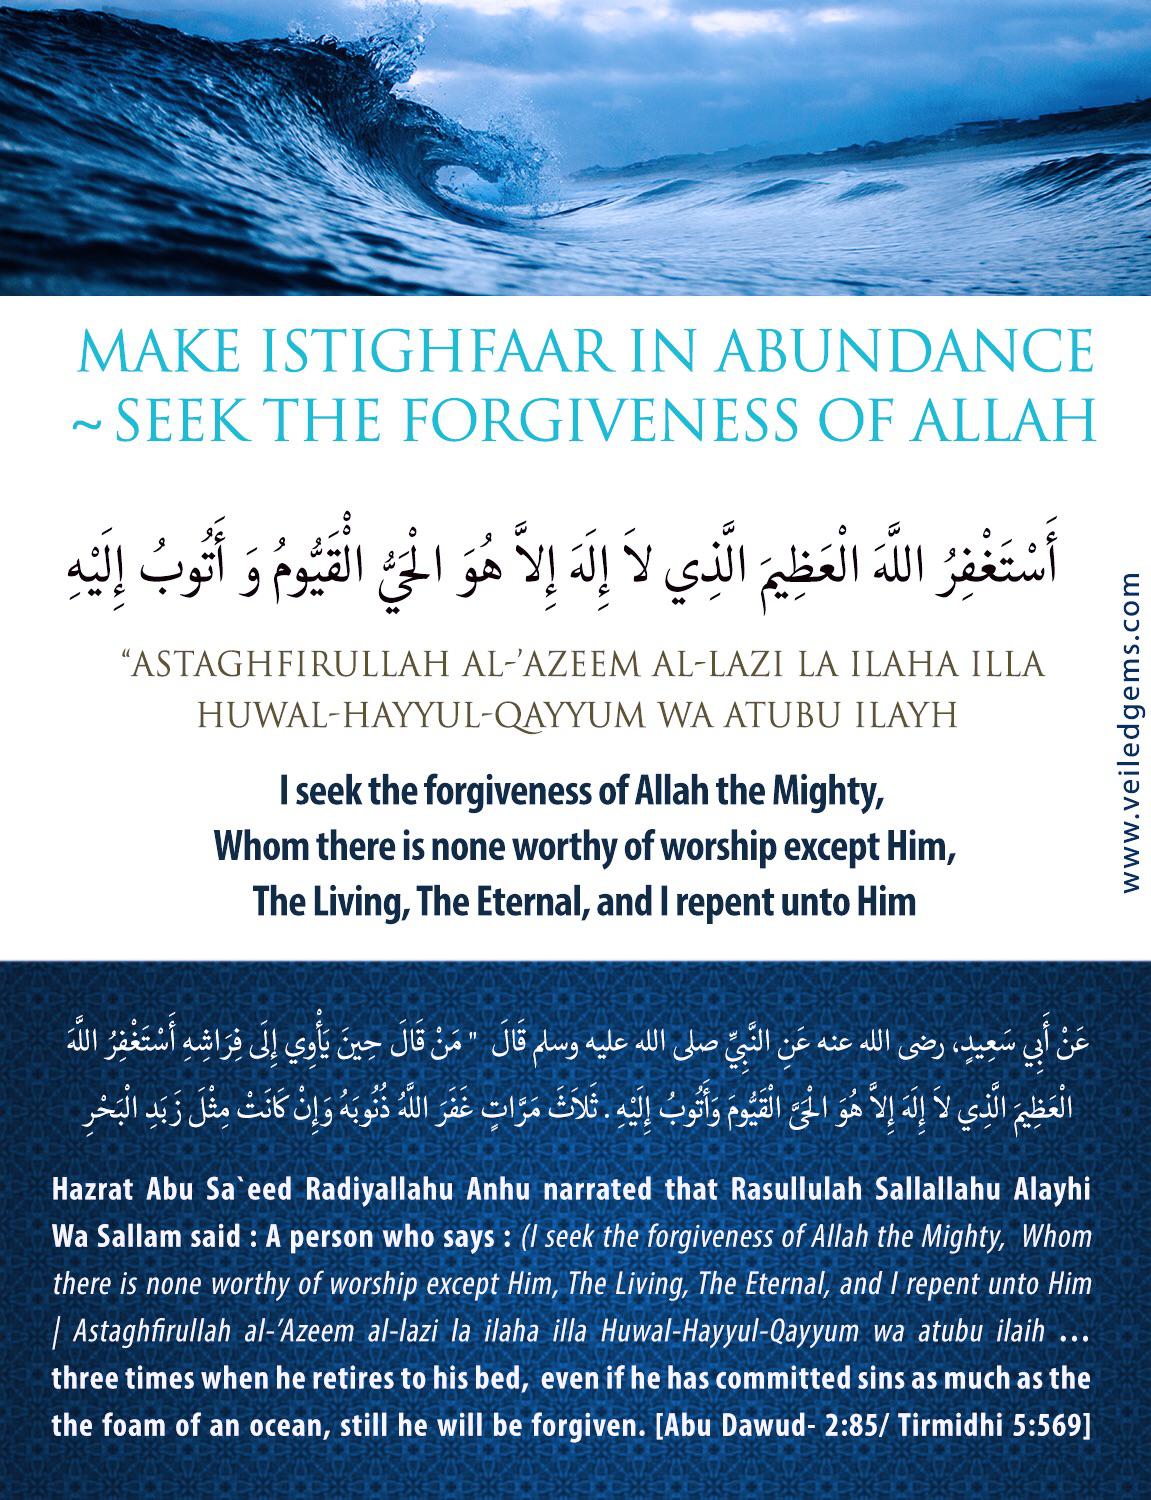 MAKE ISTIGHFAAR IN ABUNDANCE
~ SEEK THE FORGIVENESS OF ALLAH
أَسْتَغْفِرُ اللَّهَ الْعَظِيمَ الَّذِي لاَ إِلَهَ إِلاَّ هُوَ الْحَيُّ الْقَيُّومُ وَ أَتُوبُ إِلَيْهِ
“ASTAGHFIRULLAH AL-’AZEEM AL-LAZI LA ILAHA ILLA
HUWAL-HAYYUL-QAYYUM WA ATUBU ILAYH
I seek the forgiveness of Allah the Mighty,
Whom there is none worthy of worship except Him,
The Living, The Eternal, and I repent unto Him
www.veiledgems.com
عَنْ أَبِي سَعِيدٍ، رضى الله عنه عَنِ النَّبِيِّ صلى الله عليه وسلم قَالَ " مَنْ قَالَ حِينَ يَأْوِي إِلَى فِرَاشِهِ أَسْتَغْفِرُ اللَّهَ
الْعَظِيمَ الَّذِي لاَ إِلَهَ إِلاَّ هُوَ الْحَىَّ الْقَيُّومَ وَأَتُوبُ إِلَيْهِ . ثَلاَثَ مَرَّاتٍ غَفَرَ اللَّهُ ذُنُوبَهُ وَإِنْ كَانَتْ مِثْلَ زَبَدِ الْبَحْرِ
Hazrat Abu Sa`eed Radiyallahu Anhu narrated that Rasullulah Sallallahu Alayhi
Wa Sallam said : A person who says : (I seek the forgiveness of Allah the Mighty, Whom
there is none worthy of worship except Him, The Living, The Eternal, and I repent unto Him
| Astaghfirullah al-’Azeem al-lazi la ilaha illa Huwal-Hayyul-Qayyum wa atubu ilaih ...
three times when he retires to his bed, even if he has committed sins as much as the
the foam of an ocean, still he will be forgiven. [Abu Dawud- 2:85/ Tirmidhi 5:569]